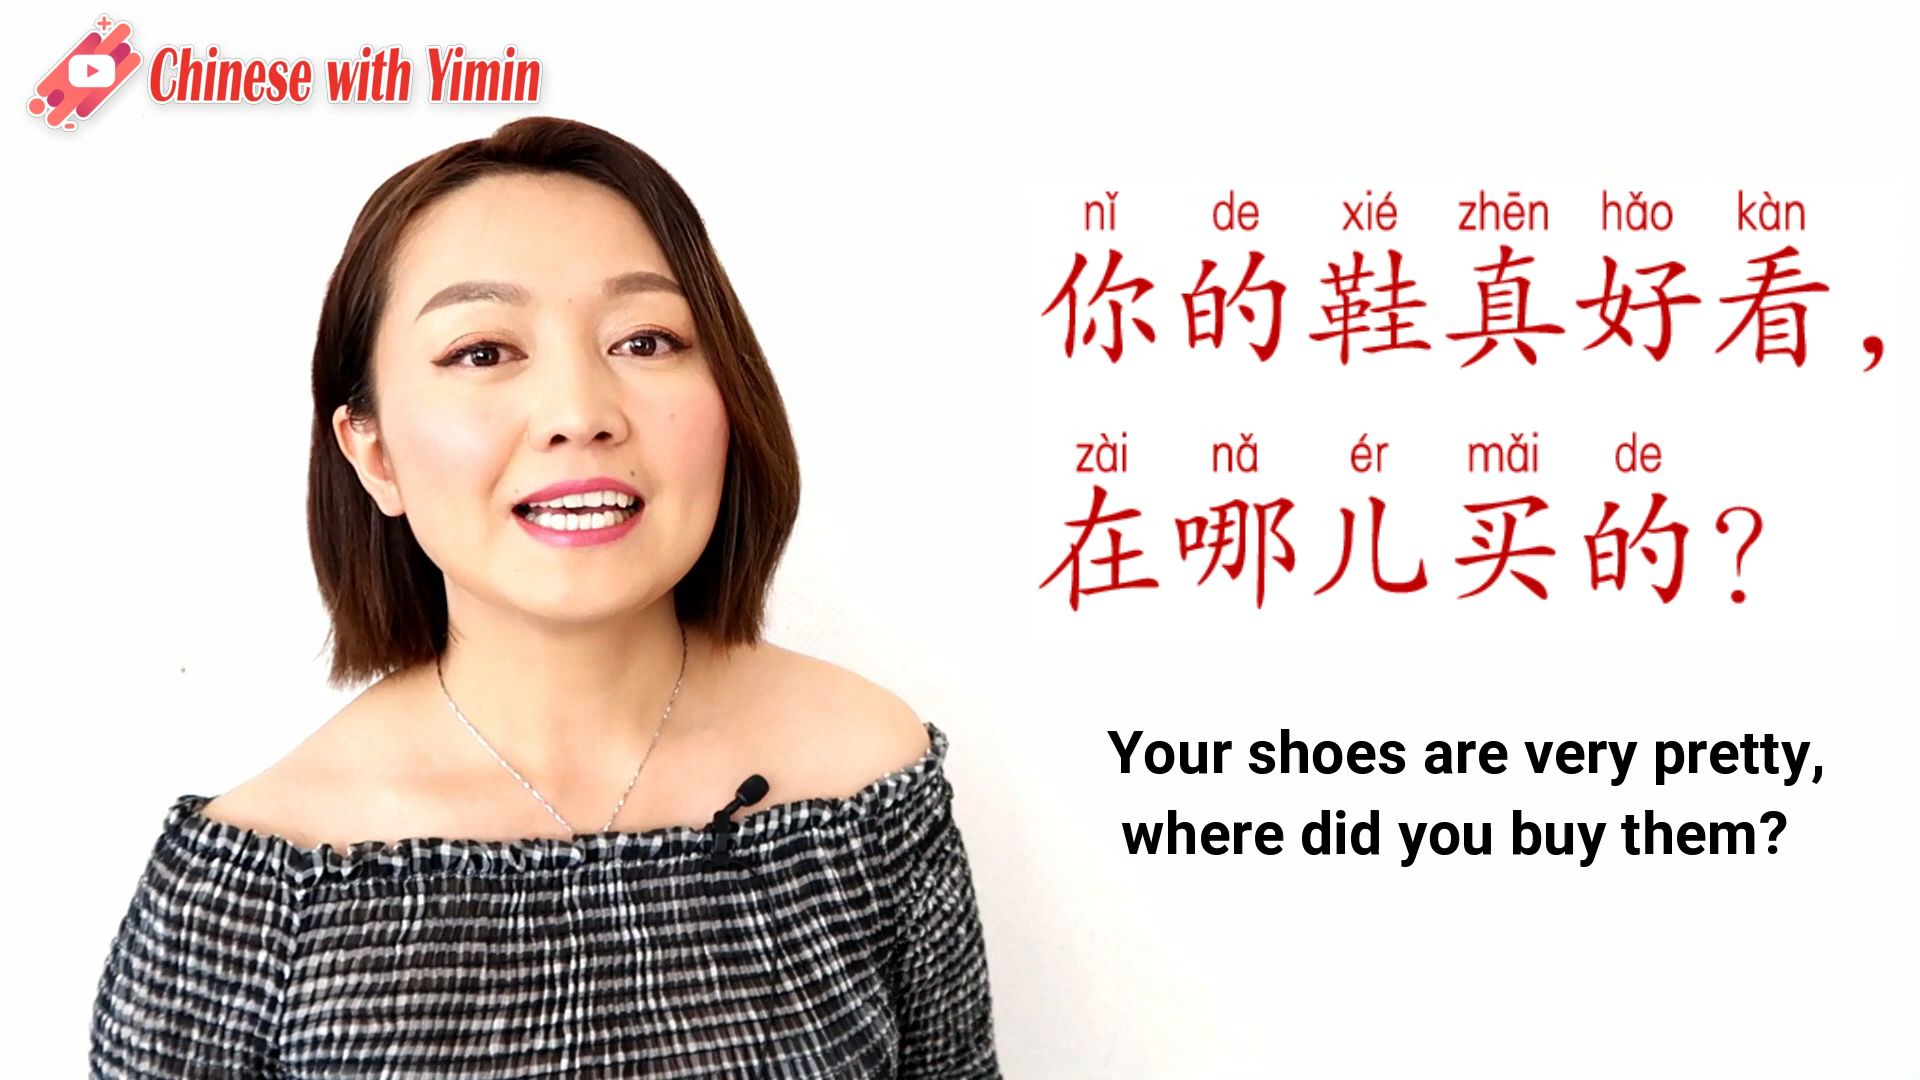 Chinese with Yimin
nǐ de xié zhēn hǎo kàn
你的鞋真好看，
zài nǎ ér mǎi de
在哪儿买的？
Your shoes are very pretty,
where did you buy them?